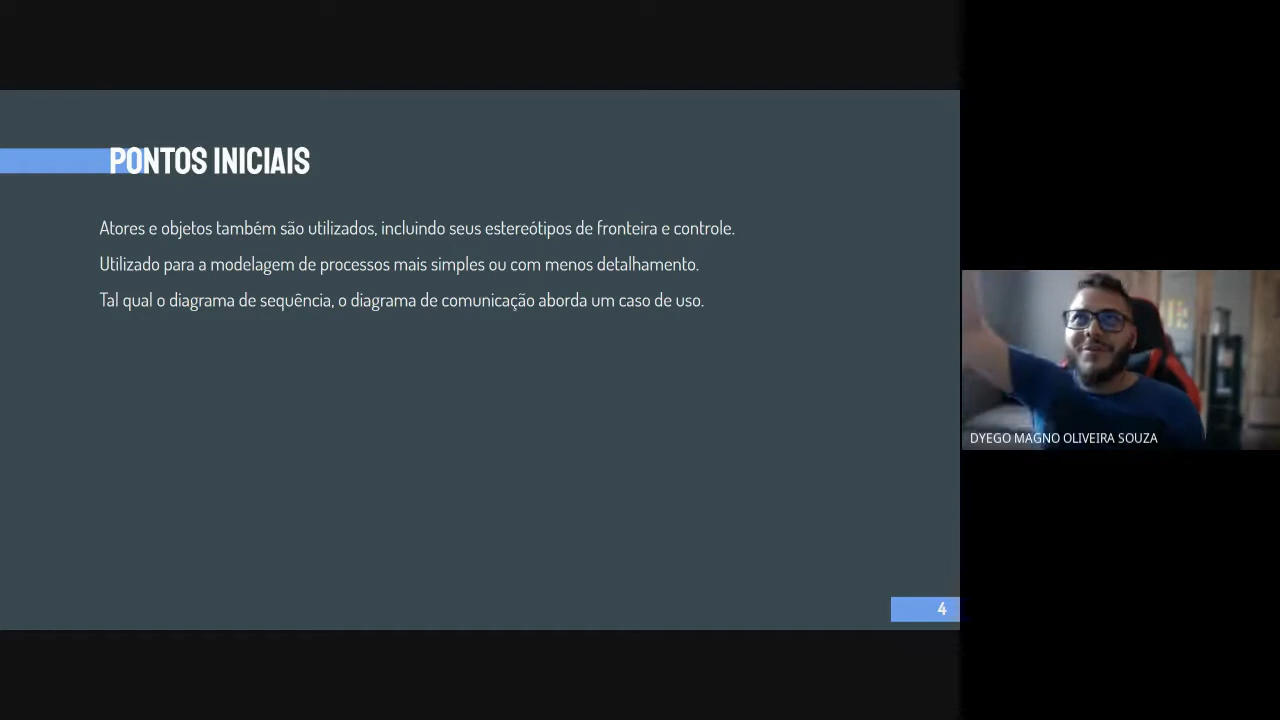 PONTOS INICIAIS
Atores e objetos também são utilizados, incluindo seus estereótipos de fronteira e controle.
Utilizado para a modelagem de processos mais simples ou com menos detalhamento.
Tal qual o diagrama de sequência, o diagrama de comunicação aborda um caso de uso.
4
DYEGO MAGNO OLIVEIRA SOUZA